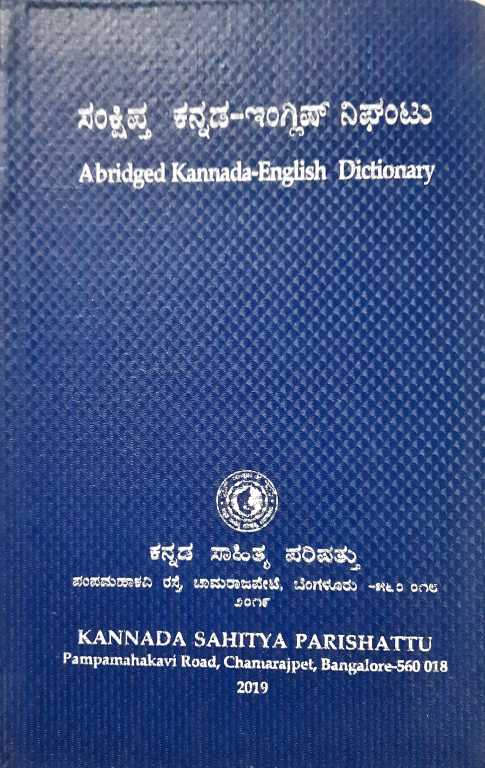 ಸಂಕ್ಷಿಪ್ತ ಕನ್ನಡ-ಇಂಗ್ಲಿಷ್ ನಿಘಂಟು
Abridged Kannada-English Dictionary
ಕನ್ನಡ ಸಾಹಿತ್ಯ ಪರಿಷತ್ತು
ಪಂಪಮಹಾಕವಿ ರಸ್ತೆ, ಚಾಮರಾಜಪೇಟೆ, ಬೆಂಗಳೂರು -೫೬೦ ೦೧೮
೨೦೧೯
KANNADA SAHITYA PARISHATTU
Pampamahakavi Road, Chamarajpet, Bangalore-560 018
2019